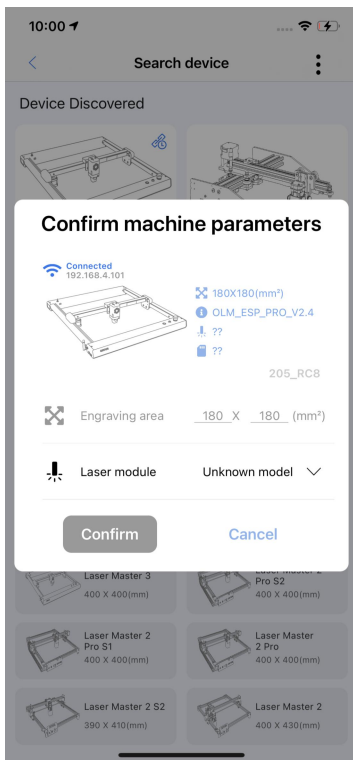 10:00
Search device
Device Discovered
Confirm machine parameters
Connected
192.168.4.101
180X180(mm²)
OLM_ESP_PRO_V2.4
??
??
205_RC8
Engraving area 180 X 180 (mm²)
Laser module Unknown model
Confirm Cancel
Laser Master 3
400 X 400(mm)
Laser Master 2
Pro S2
400 X 400(mm)
Laser Master 2
Pro S1
400 X 400(mm)
Laser Master
2 Pro
400 X 400(mm)
Laser Master 2 S2
390 X 410(mm)
Laser Master 2
400 X 430(mm)